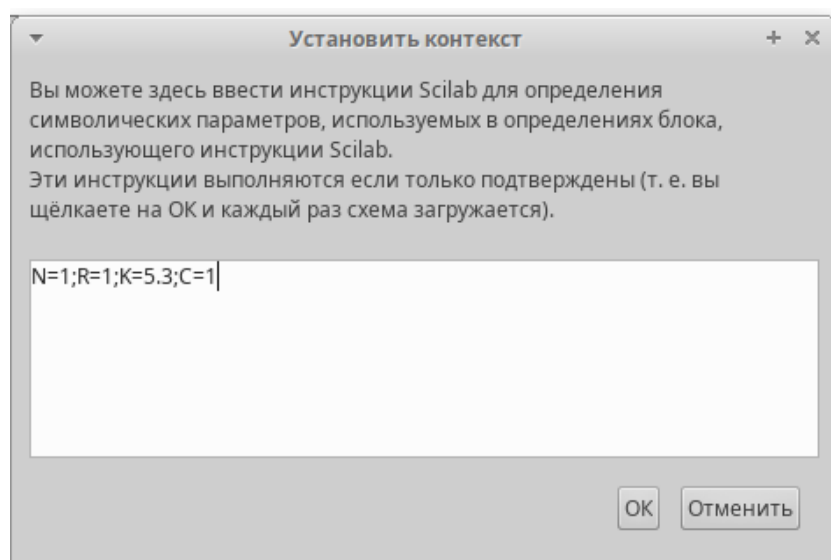 Установить контекст
Вы можете здесь ввести инструкции Scilab для определения
символических параметров, используемых в определениях блока,
использующего инструкции Scilab.
Эти инструкции выполняются если только подтверждены (т. е. вы
щёлкаете на ОК и каждый раз схема загружается).
N=1;R=1;K=5.3;C=1
ОК Отменить